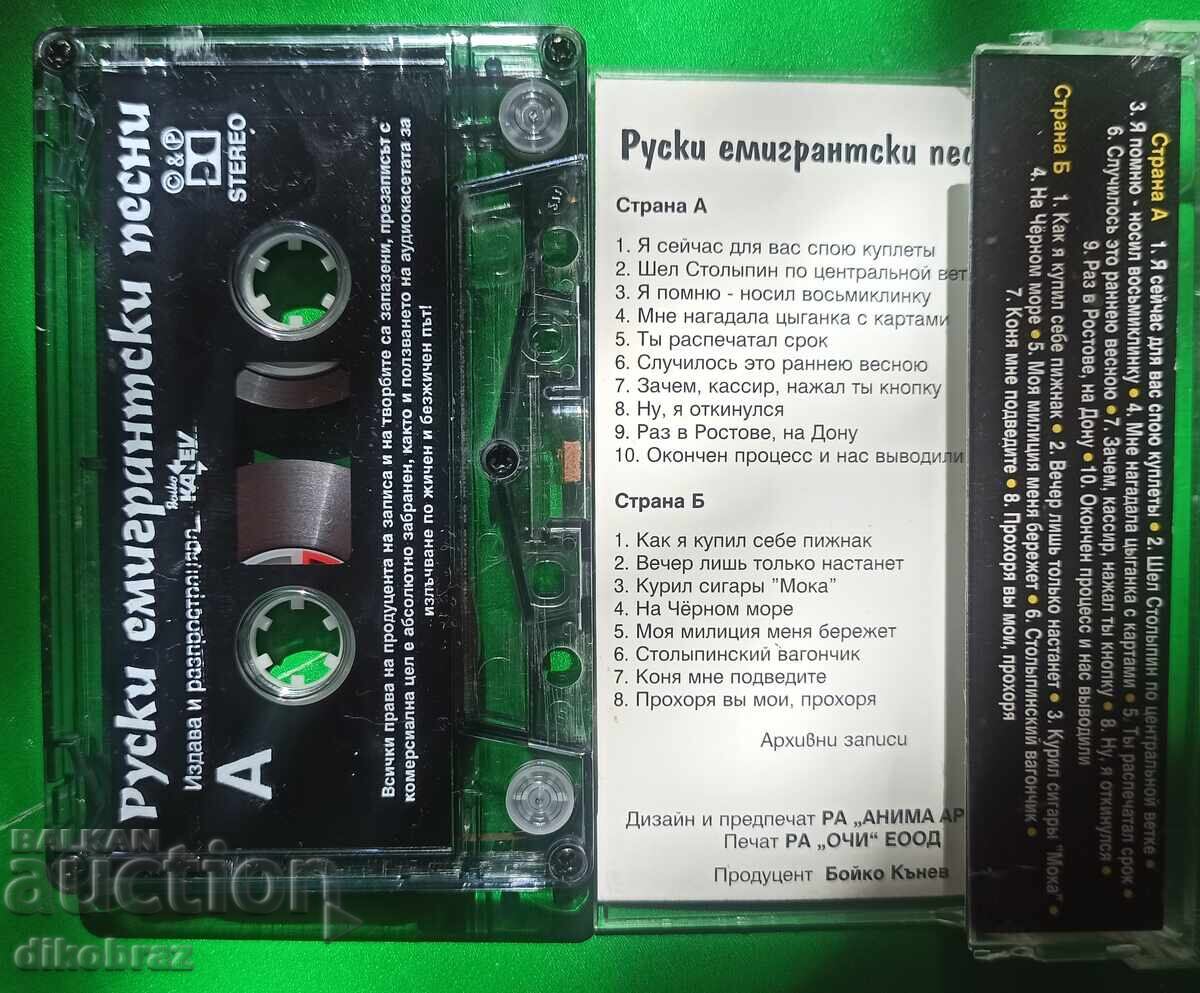 Руски емигрантски песни
© & P
STEREO
Издава и разпространява
KA EV
A
Всички права на продуцента на записа и на творбите са запазени, презаписът с
комерсиална цел е абсолютно забранен, както и ползването на аудиокасетата за
излъчване по жичен и безжичен път!
Руски емигрантски пес
Страна А
1. Я сейчас для вас спою куплеты
2. Шел Столыпин по центральной вет
3. Я помню - носил восьмиклинку
4. Мне нагадала цыганка с картами
5. Ты распечатал срок
6. Случилось это раннею весною
7. Зачем, кассир, нажал ты кнопку
8. Ну, я откинулся
9. Раз в Ростове, на Дону
10. Окончен процесс и нас выводили
Страна Б
1. Как я купил себе пижнак
2. Вечер лишь только настанет
3. Курил сигары "Мока"
4. На Чёрном море
5. Моя милиция меня бережет
6. Столыпинский вагончик
7. Коня мне подведите
8. Прохоря вы мои, прохоря
Архивни записи
Дизайн и предпечат РА „АНИМА АР
Печат РА „ОЧИ“ ЕООД
Продуцент Бойко Кънев
Страна А 1. Я сейчас для вас спою куплеты • 2. Шел Столыпин по центральной ветке •
3. Я помню - носил восьмиклинку • 4. Мне нагадала цыганка с картами • 5. Ты распечатал срок •
6. Случилось это раннею весною • 7. Зачем, кассир, нажал ты кнопку • 8. Ну, я откинулся •
9. Раз в Ростове, на Дону • 10. Окончен процесс и нас выводили
Страна Б 1. Как я купил себе пижнак • 2. Вечер лишь только настанет • 3. Курил сигары "Мока" •
4. На Чёрном море • 5. Моя милиция меня бережет • 6. Столыпинский вагончик •
7. Коня мне подведите • 8. Прохоря вы мои, прохоря
BALKAN
auction
dikobraz